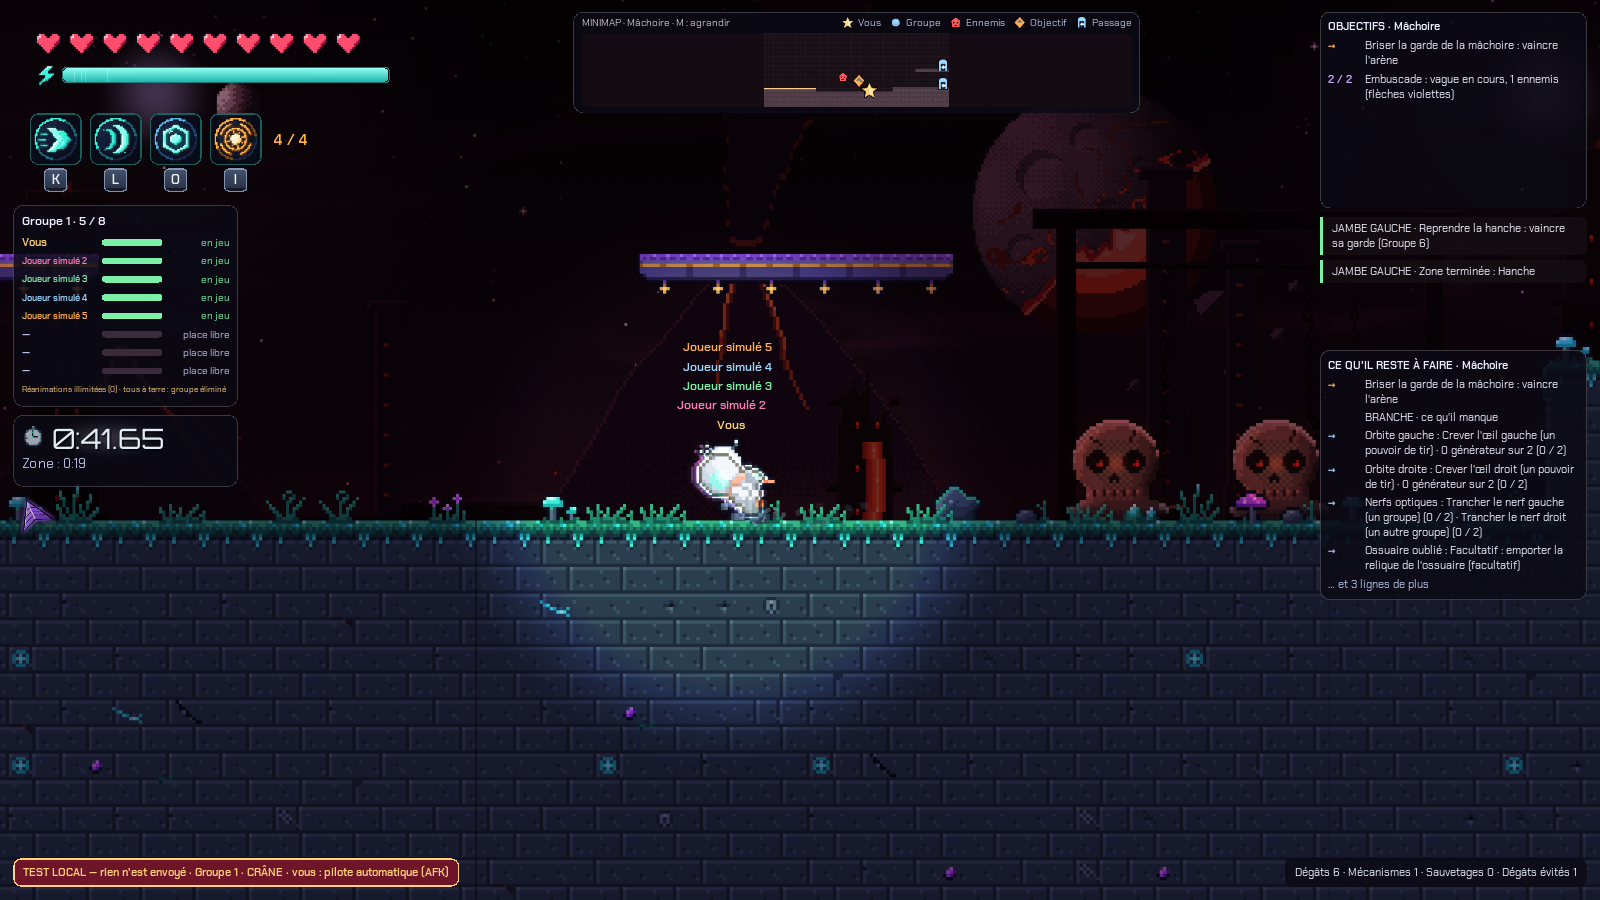 MINIMAP · Mâchoire · M : agrandir
Vous
Groupe
Ennemis
Objectif
Passage
4 / 4
K
L
O
I
Groupe 1 · 5 / 8
Vous en jeu
Joueur simulé 2 en jeu
Joueur simulé 3 en jeu
Joueur simulé 4 en jeu
Joueur simulé 5 en jeu
— place libre
— place libre
— place libre
Réanimations illimitées (0) · tous à terre : groupe éliminé
0:41.65
Zone : 0:19
Joueur simulé 5
Joueur simulé 4
Joueur simulé 3
Joueur simulé 2
Vous
OBJECTIFS · Mâchoire
→ Briser la garde de la mâchoire : vaincre
l'arène
2 / 2 Embuscade : vague en cours, 1 ennemis
(flèches violettes)
JAMBE GAUCHE · Reprendre la hanche : vaincre
sa garde (Groupe 6)
JAMBE GAUCHE · Zone terminée : Hanche
CE QU'IL RESTE À FAIRE · Mâchoire
→ Briser la garde de la mâchoire : vaincre
l'arène
BRANCHE · ce qu'il manque
→ Orbite gauche : Crever l'œil gauche (un
pouvoir de tir) · 0 générateur sur 2 (0 / 2)
→ Orbite droite : Crever l'œil droit (un pouvoir
de tir) · 0 générateur sur 2 (0 / 2)
→ Nerfs optiques : Trancher le nerf gauche
(un groupe) (0 / 2) · Trancher le nerf droit
(un autre groupe) (0 / 2)
→ Ossuaire oublié : Facultatif : emporter la
relique de l'ossuaire (facultatif)
… et 3 lignes de plus
TEST LOCAL — rien n'est envoyé · Groupe 1 · CRÂNE · vous : pilote automatique (AFK)
Dégâts 6 · Mécanismes 1 · Sauvetages 0 · Dégâts évités 1